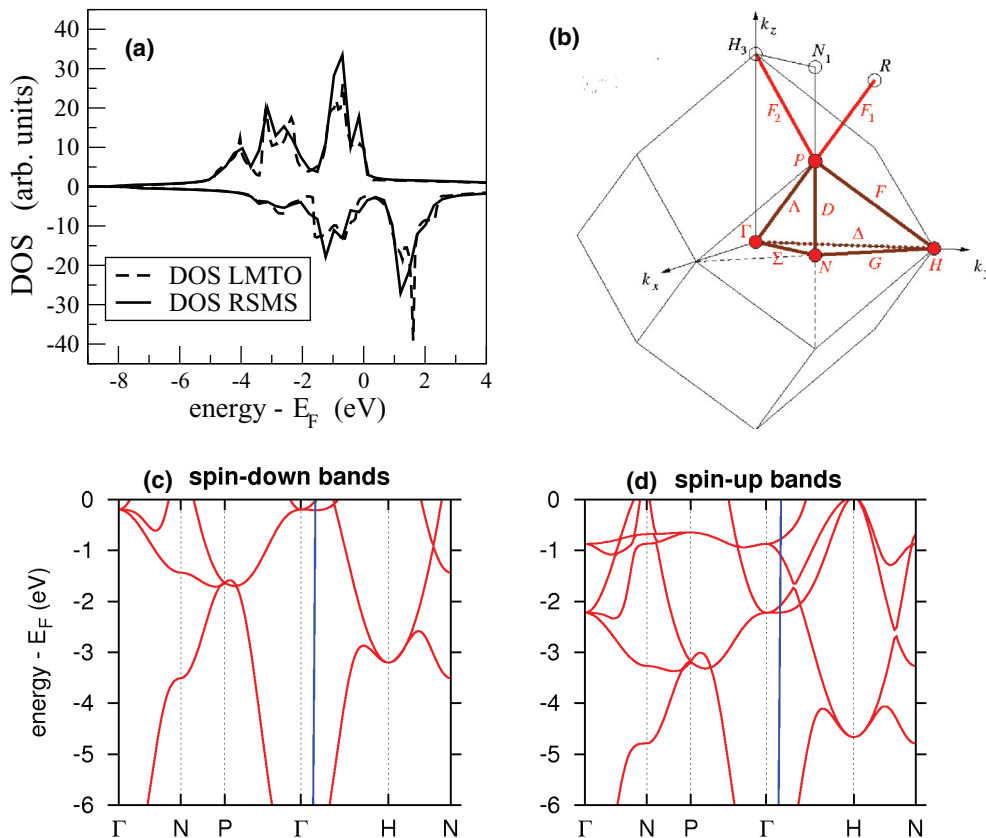 (a)
40
30
20
10
0
-10
-20
-30
-40
DOS (arb. units)
DOS LMTO
DOS RSMS
-8 -6 -4 -2 0 2 4
energy - E_F (eV)
(b)
k_z
H_3
N_1
R
F_2
F_1
P
F
Λ
D
Γ
Δ
Σ
N
G
H
k_x
k_y
(c) spin-down bands
0
-1
-2
-3
-4
-5
-6
energy - E_F (eV)
Γ N P Γ H N
(d) spin-up bands
0
-1
-2
-3
-4
-5
-6
Γ N P Γ H N